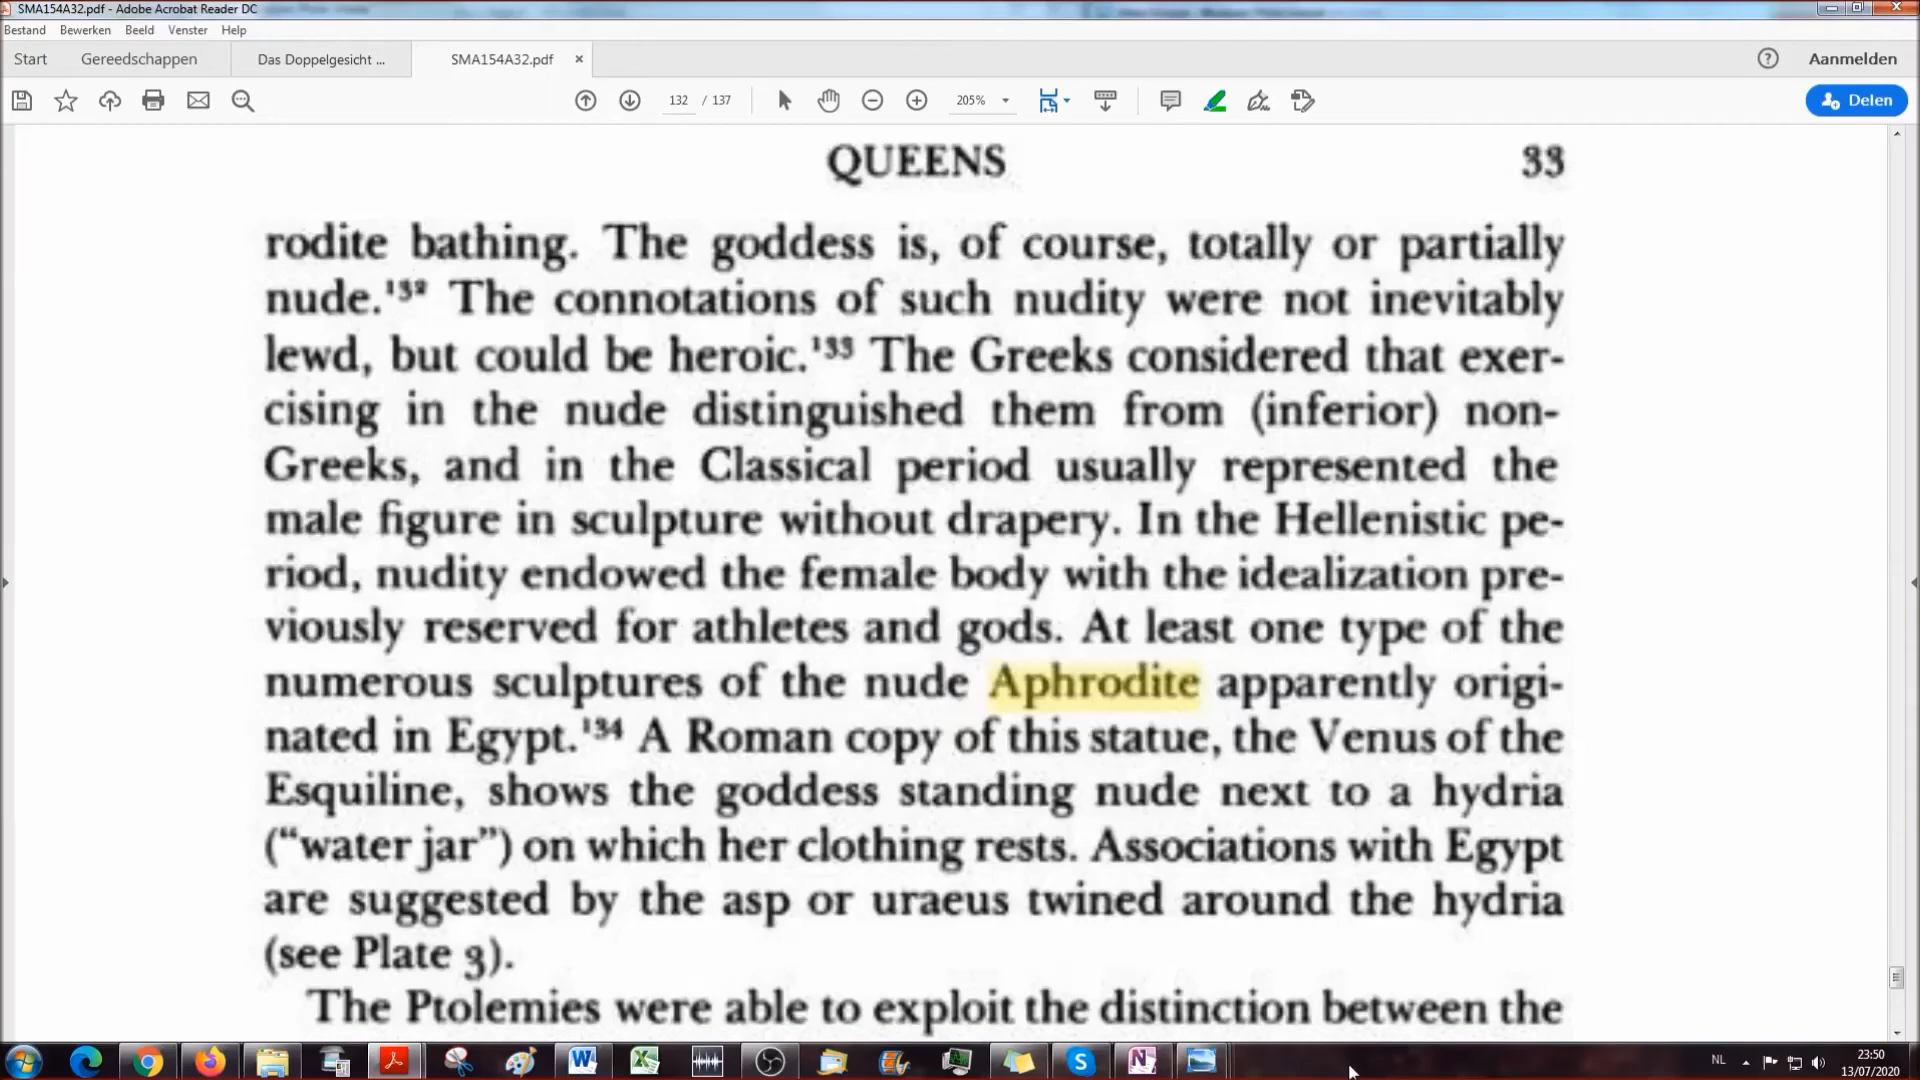 SMA154A32.pdf - Adobe Acrobat Reader DC
Bestand Bewerken Beeld Venster Help
Start Gereedschappen Das Doppelgesicht ... SMA154A32.pdf × ? Aanmelden
132 / 137 205% Delen
QUEENS 33
rodite bathing. The goddess is, of course, totally or partially
nude.¹³² The connotations of such nudity were not inevitably
lewd, but could be heroic.¹³³ The Greeks considered that exer-
cising in the nude distinguished them from (inferior) non-
Greeks, and in the Classical period usually represented the
male figure in sculpture without drapery. In the Hellenistic pe-
riod, nudity endowed the female body with the idealization pre-
viously reserved for athletes and gods. At least one type of the
numerous sculptures of the nude Aphrodite apparently origi-
nated in Egypt.¹³⁴ A Roman copy of this statue, the Venus of the
Esquiline, shows the goddess standing nude next to a hydria
(“water jar”) on which her clothing rests. Associations with Egypt
are suggested by the asp or uraeus twined around the hydria
(see Plate 3).
The Ptolemies were able to exploit the distinction between the
NL 23:50
13/07/2020